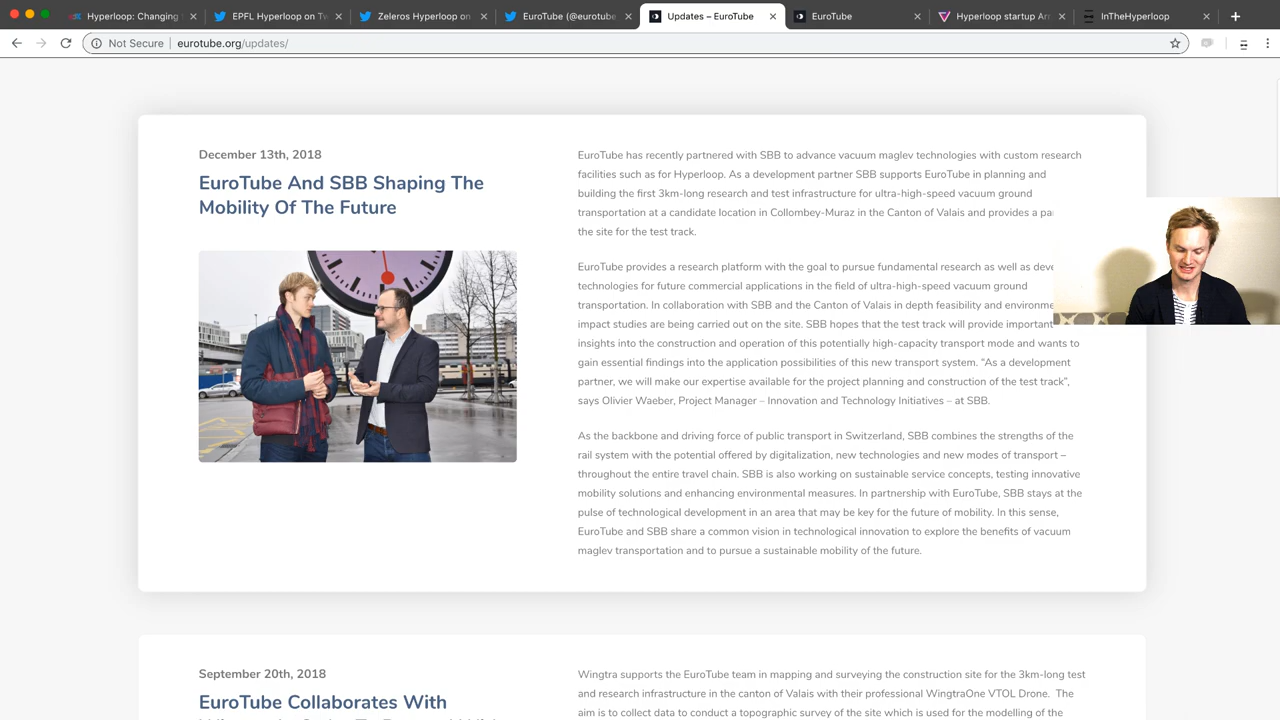 Hyperloop: Changing
EPFL Hyperloop on Tw
Zeleros Hyperloop on
EuroTube (@eurotube
Updates – EuroTube
EuroTube
Hyperloop startup Arr
InTheHyperloop
Not Secure
eurotube.org/updates/
December 13th, 2018
EuroTube And SBB Shaping The
Mobility Of The Future
EuroTube has recently partnered with SBB to advance vacuum maglev technologies with custom research
facilities such as for Hyperloop. As a development partner SBB supports EuroTube in planning and
building the first 3km-long research and test infrastructure for ultra-high-speed vacuum ground
transportation at a candidate location in Collombey-Muraz in the Canton of Valais and provides a pa
the site for the test track.
EuroTube provides a research platform with the goal to pursue fundamental research as well as deve
technologies for future commercial applications in the field of ultra-high-speed vacuum ground
transportation. In collaboration with SBB and the Canton of Valais in depth feasibility and environme
impact studies are being carried out on the site. SBB hopes that the test track will provide important
insights into the construction and operation of this potentially high-capacity transport mode and wants to
gain essential findings into the application possibilities of this new transport system. “As a development
partner, we will make our expertise available for the project planning and construction of the test track”,
says Olivier Waeber, Project Manager – Innovation and Technology Initiatives – at SBB.
As the backbone and driving force of public transport in Switzerland, SBB combines the strengths of the
rail system with the potential offered by digitalization, new technologies and new modes of transport –
throughout the entire travel chain. SBB is also working on sustainable service concepts, testing innovative
mobility solutions and enhancing environmental measures. In partnership with EuroTube, SBB stays at the
pulse of technological development in an area that may be key for the future of mobility. In this sense,
EuroTube and SBB share a common vision in technological innovation to explore the benefits of vacuum
maglev transportation and to pursue a sustainable mobility of the future.
September 20th, 2018
EuroTube Collaborates With
Wingtra supports the EuroTube team in mapping and surveying the construction site for the 3km-long test
and research infrastructure in the canton of Valais with their professional WingtraOne VTOL Drone. The
aim is to collect data to conduct a topographic survey of the site which is used for the modelling of the